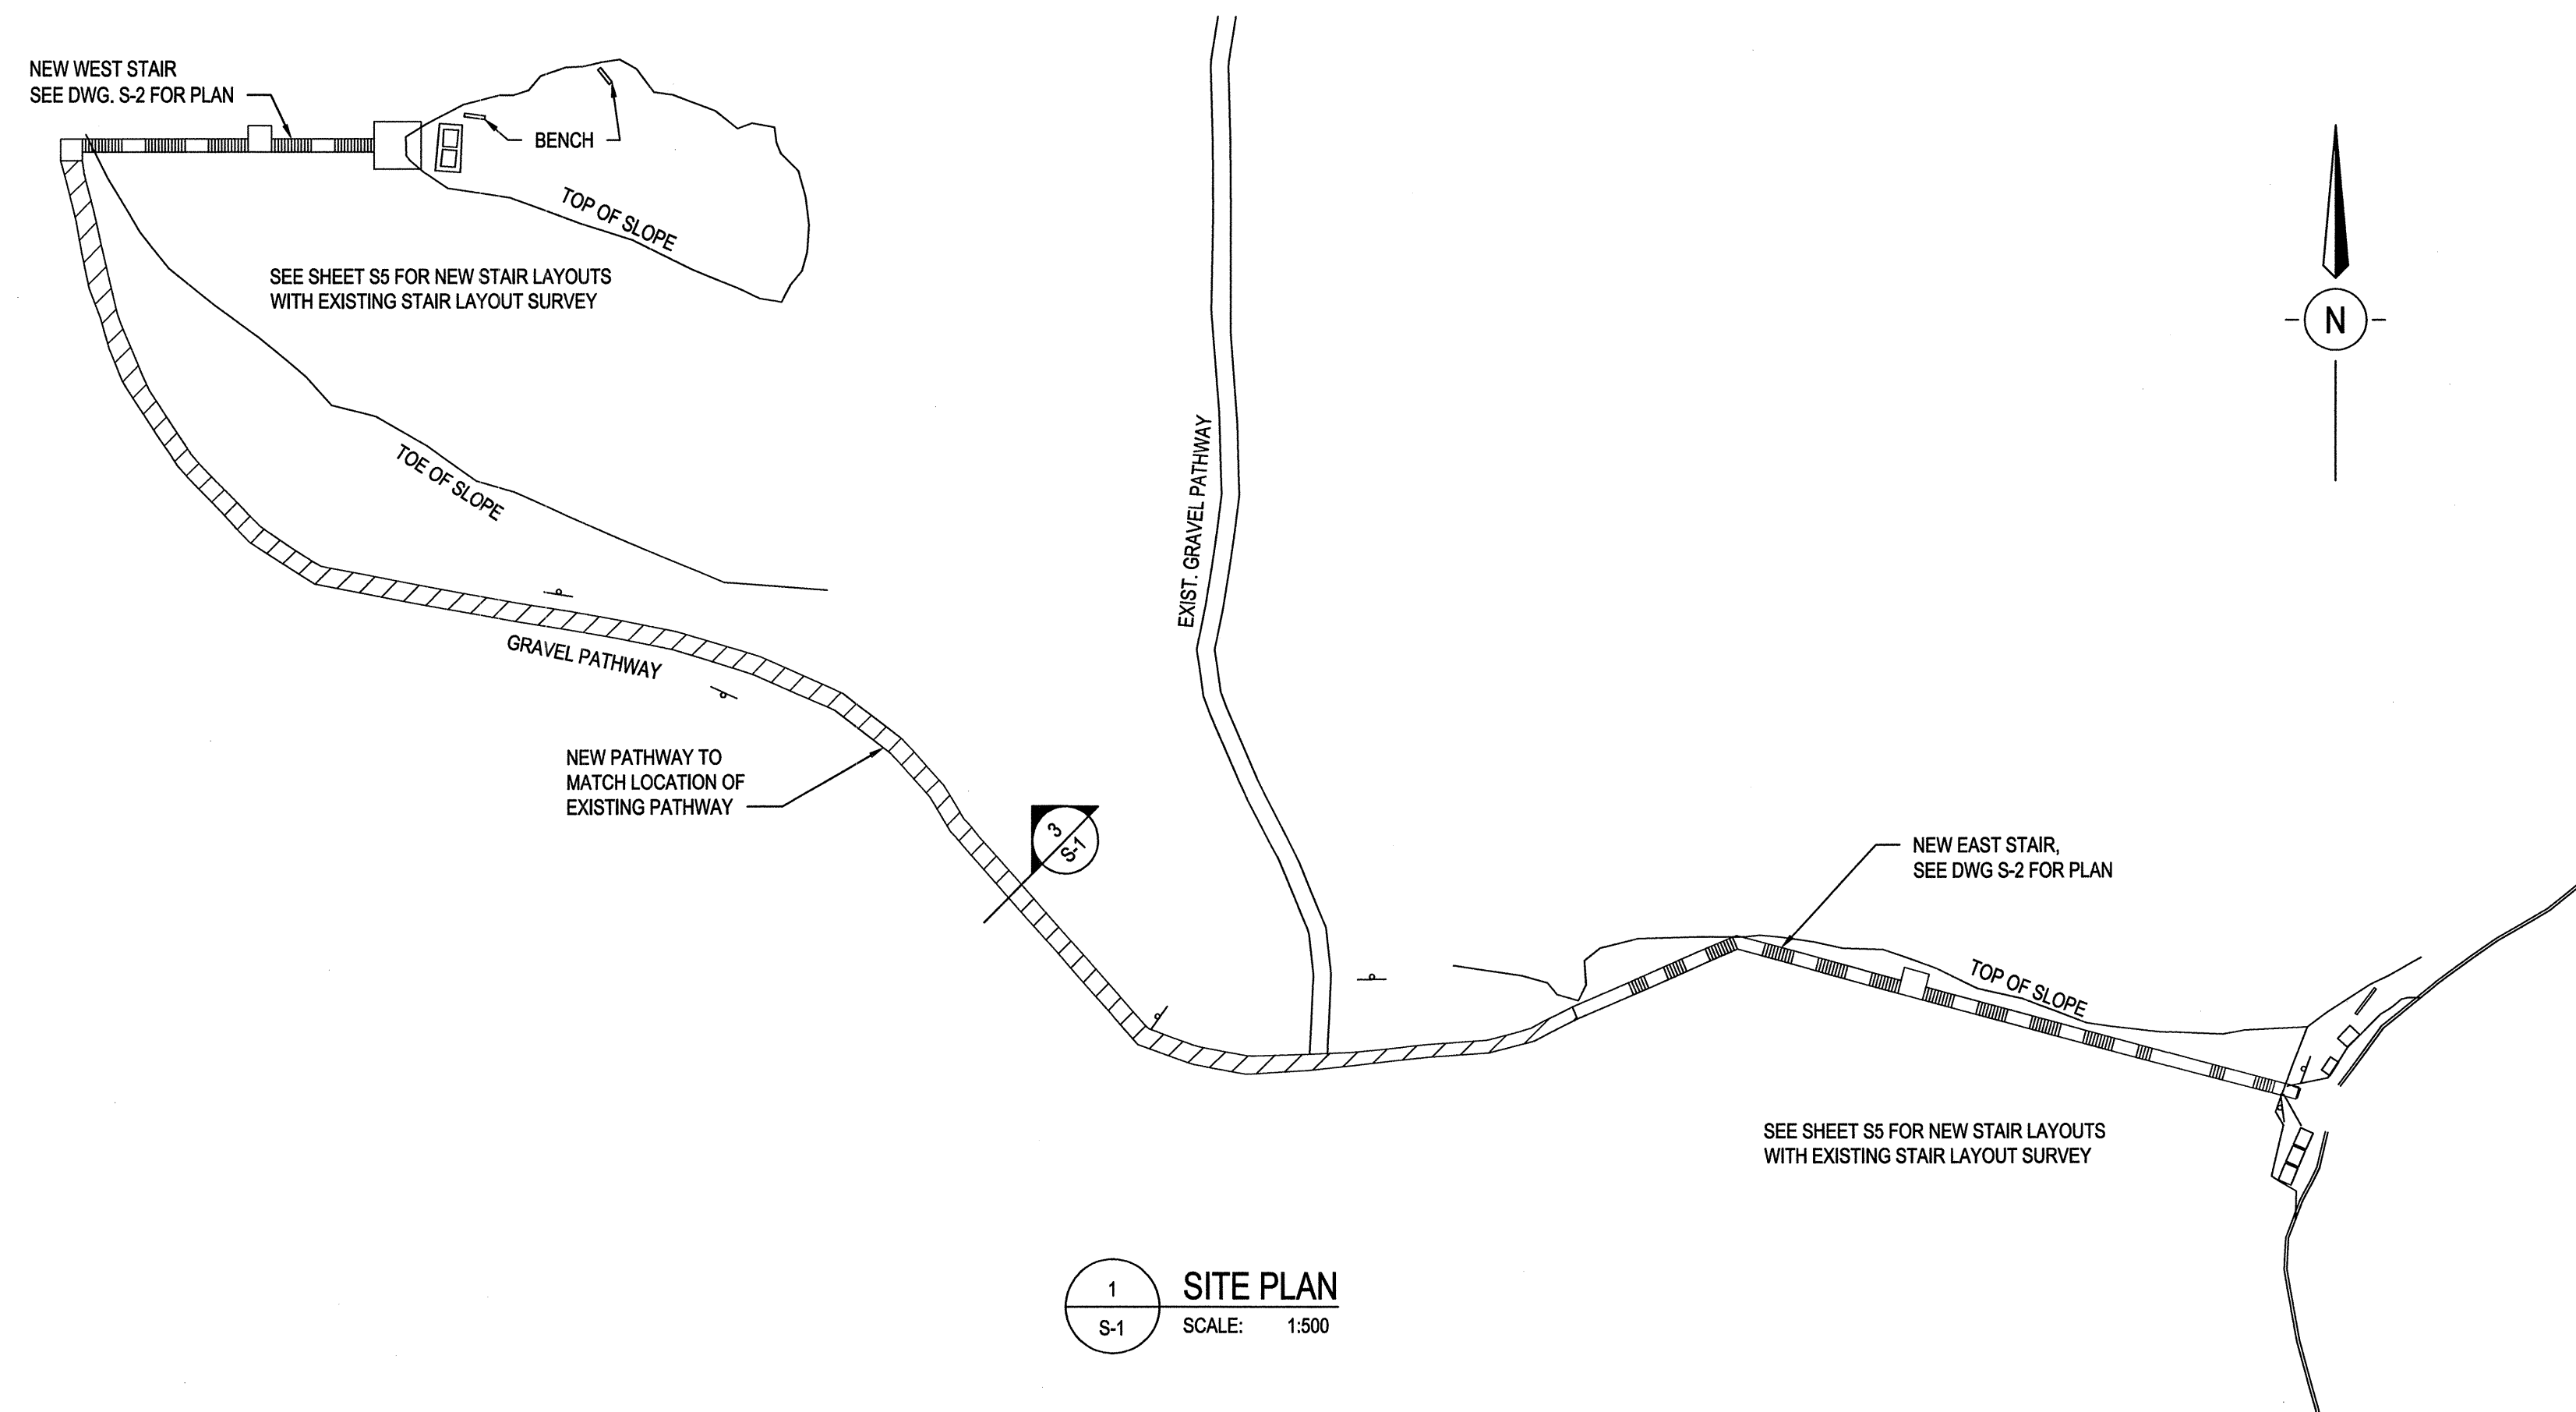 NEW WEST STAIR
SEE DWG. S-2 FOR PLAN
BENCH
TOP OF SLOPE
SEE SHEET S5 FOR NEW STAIR LAYOUTS
WITH EXISTING STAIR LAYOUT SURVEY
N
TOE OF SLOPE
EXIST. GRAVEL PATHWAY
GRAVEL PATHWAY
NEW PATHWAY TO
MATCH LOCATION OF
EXISTING PATHWAY
3
S-1
NEW EAST STAIR,
SEE DWG S-2 FOR PLAN
TOP OF SLOPE
SEE SHEET S5 FOR NEW STAIR LAYOUTS
WITH EXISTING STAIR LAYOUT SURVEY
1
S-1
SITE PLAN
SCALE: 1:500